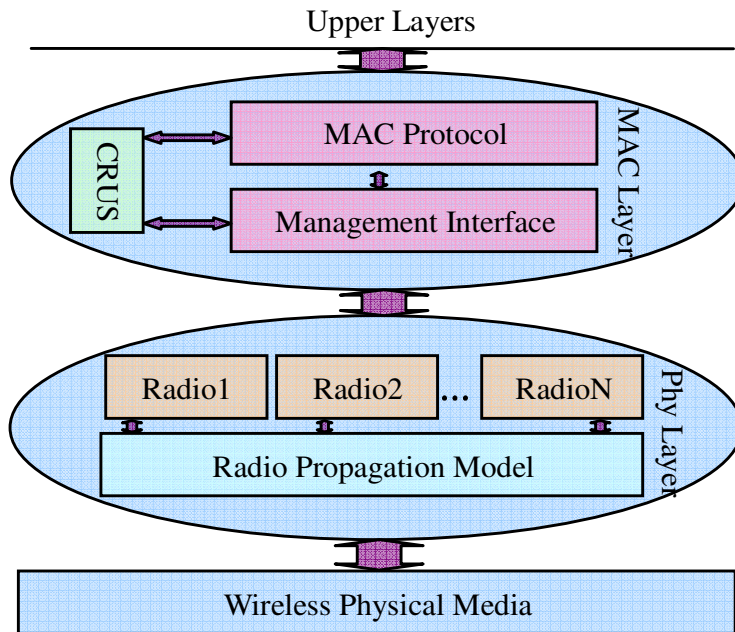 Upper Layers
MAC Protocol
CRUS
MAC Layer
Management Interface
Radio1
Radio2
...
RadioN
Phy Layer
Radio Propagation Model
Wireless Physical Media